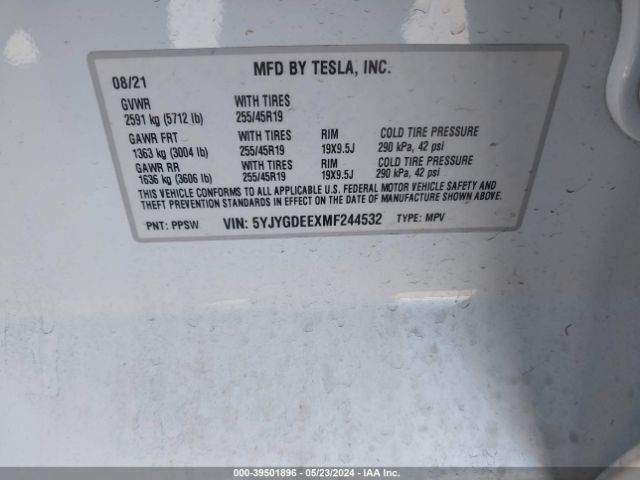 MFD BY TESLA, INC.
08/21
GVWR WITH TIRES
2591 kg (5712 lb) 255/45R19
GAWR FRT WITH TIRES RIM COLD TIRE PRESSURE
1363 kg (3004 lb) 255/45R19 19X9.5J 290 kPa, 42 psi
GAWR RR WITH TIRES RIM COLD TIRE PRESSURE
1636 kg (3606 lb) 255/45R19 19X9.5J 290 kPa, 42 psi
THIS VEHICLE CONFORMS TO ALL APPLICABLE U.S. FEDERAL MOTOR VEHICLE SAFETY AND
THEFT PREVENTION STANDARDS IN EFFECT ON THE DATE OF MANUFACTURE SHOWN ABOVE.
PNT: PPSW VIN: 5YJYGDEEXMF244532 TYPE: MPV
000-39501896 - 05/23/2024 - IAA Inc.